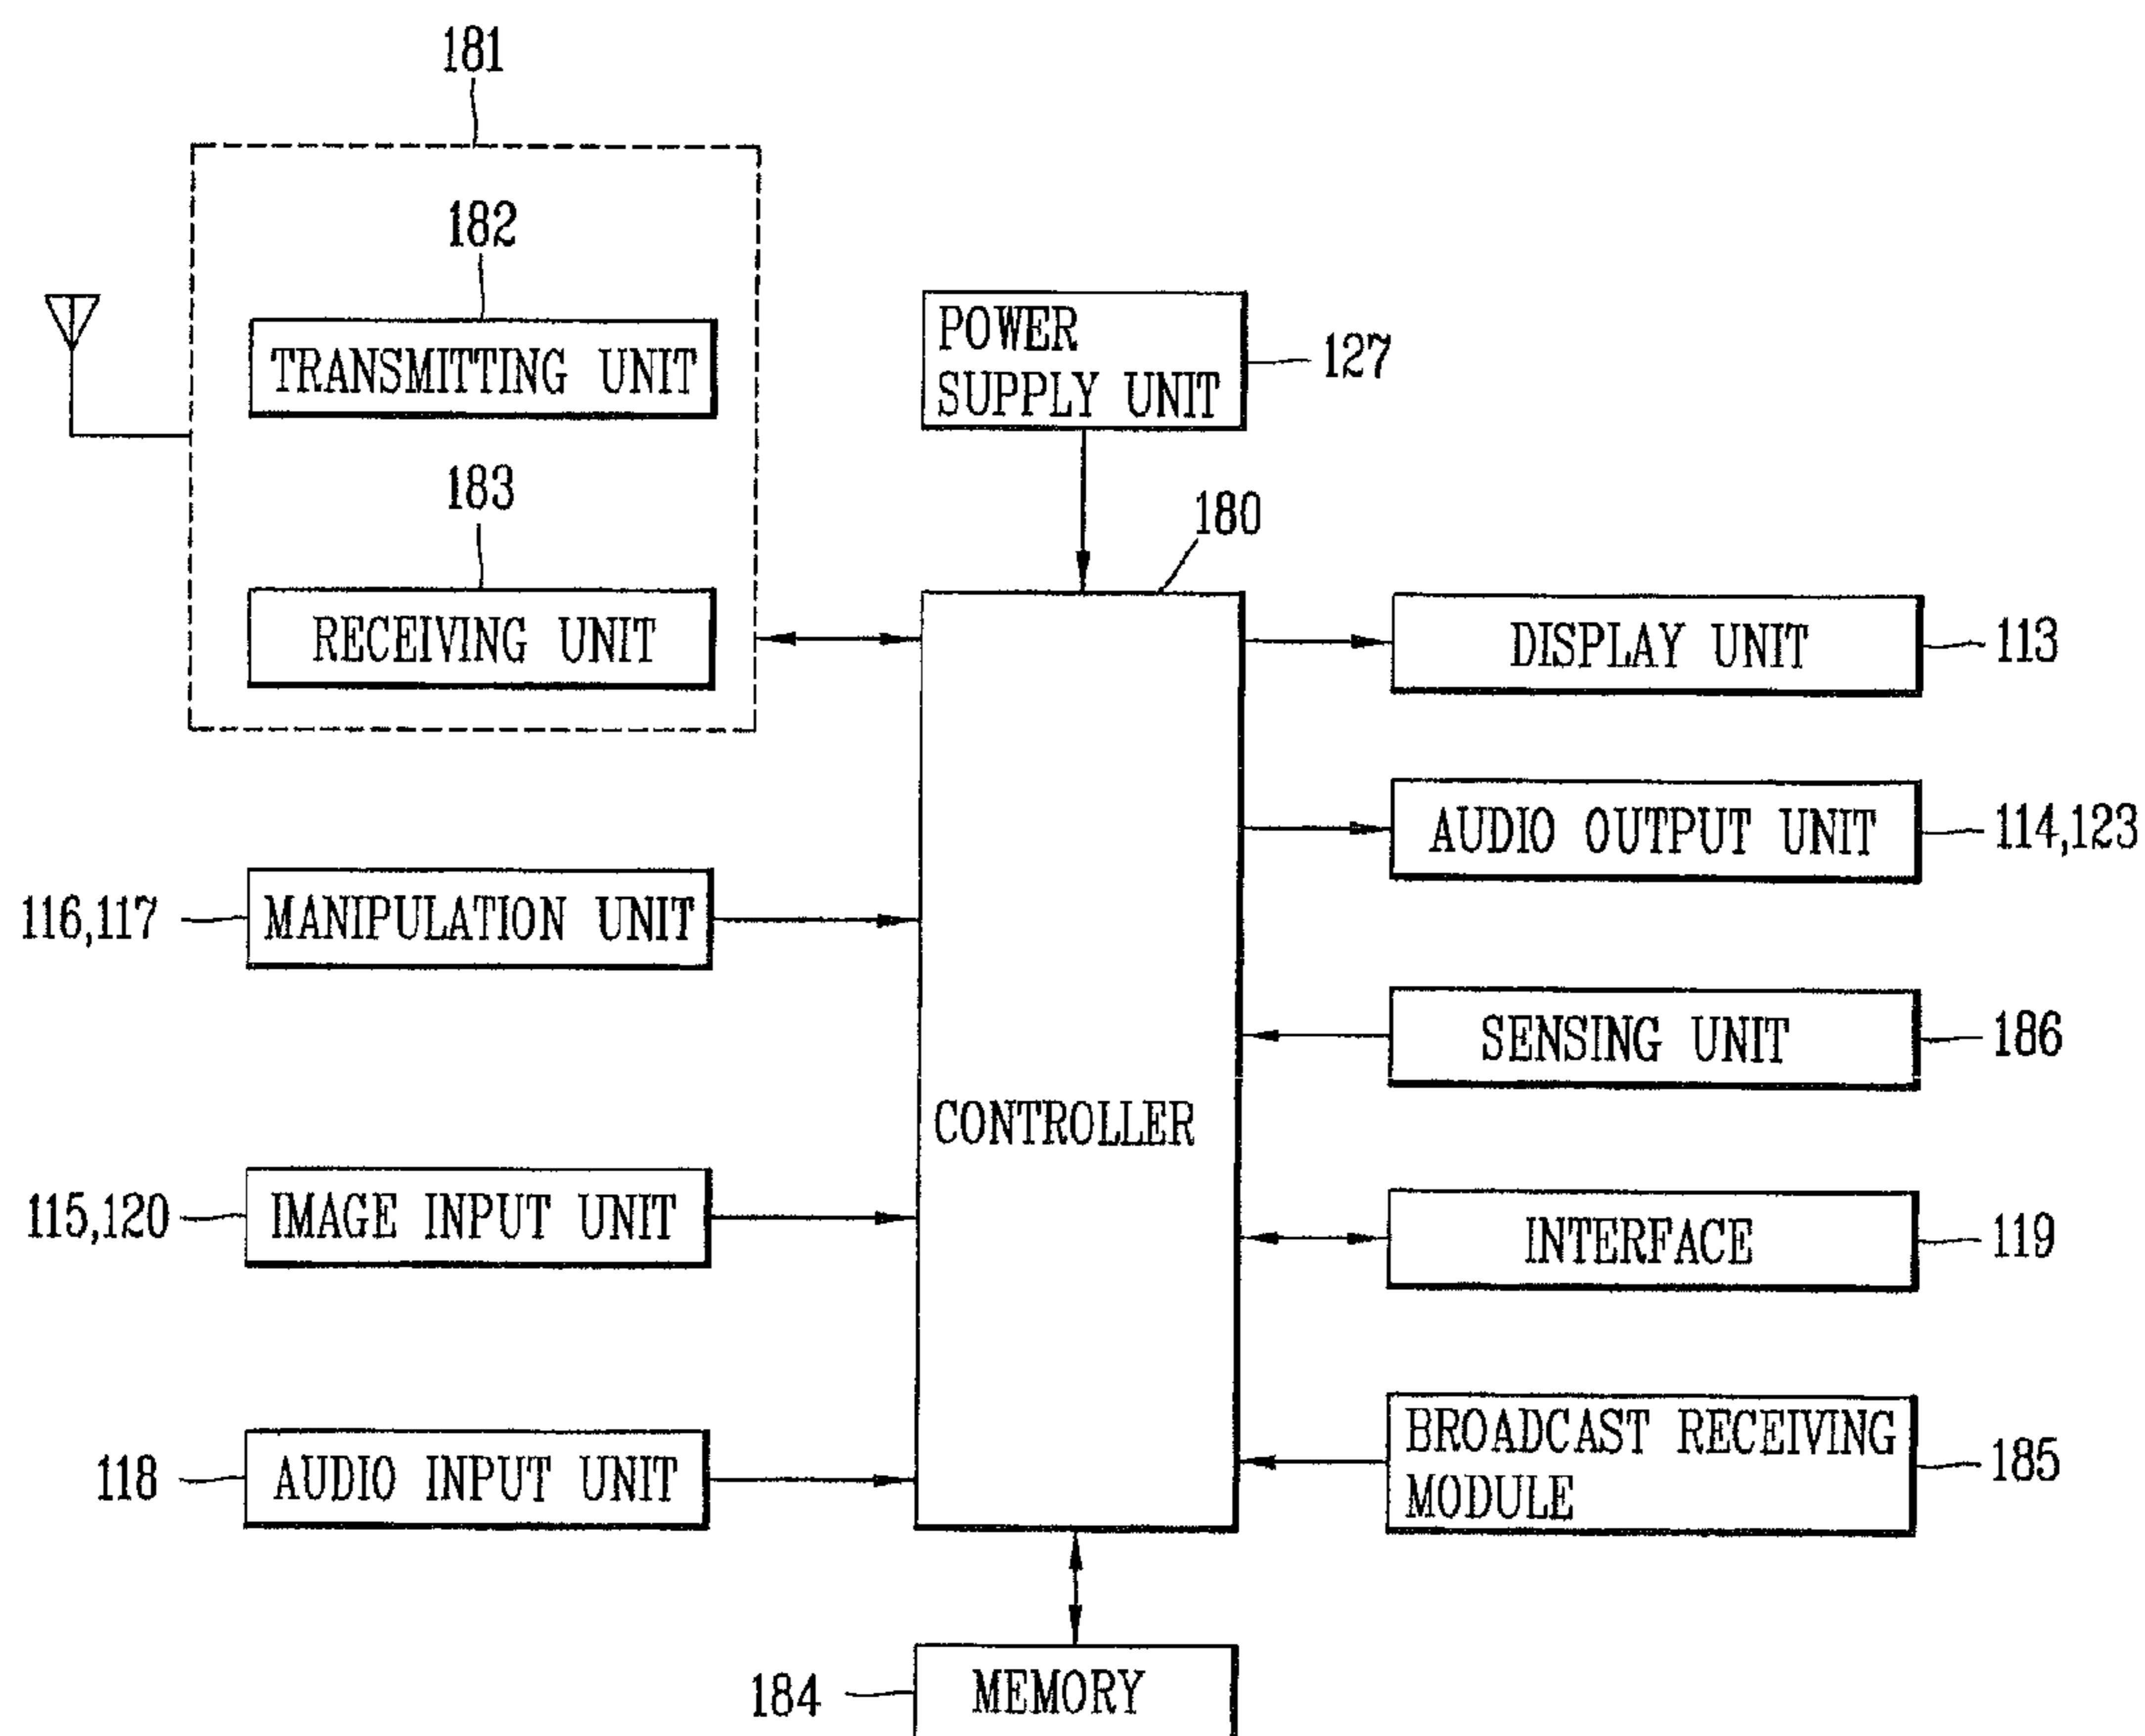 181
182
TRANSMITTING UNIT
183
RECEIVING UNIT
POWER
SUPPLY UNIT
127
180
CONTROLLER
DISPLAY UNIT
113
AUDIO OUTPUT UNIT
114,123
116,117
MANIPULATION UNIT
SENSING UNIT
186
115,120
IMAGE INPUT UNIT
INTERFACE
119
118
AUDIO INPUT UNIT
BROADCAST RECEIVING
MODULE
185
184
MEMORY